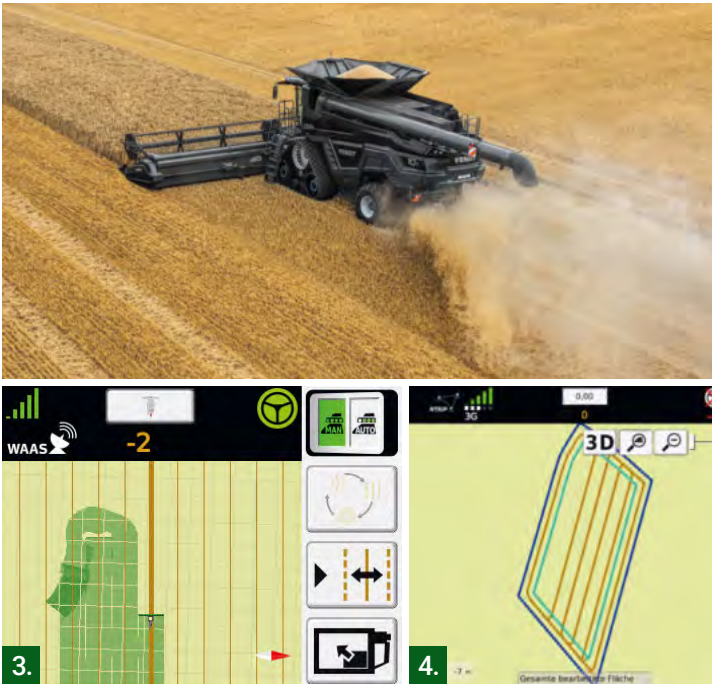 WAAS
-2
MAN
AUTO
3.
3G
0,00
0
3D
-7 m
Gesamte bearbeitete Fläche
4.